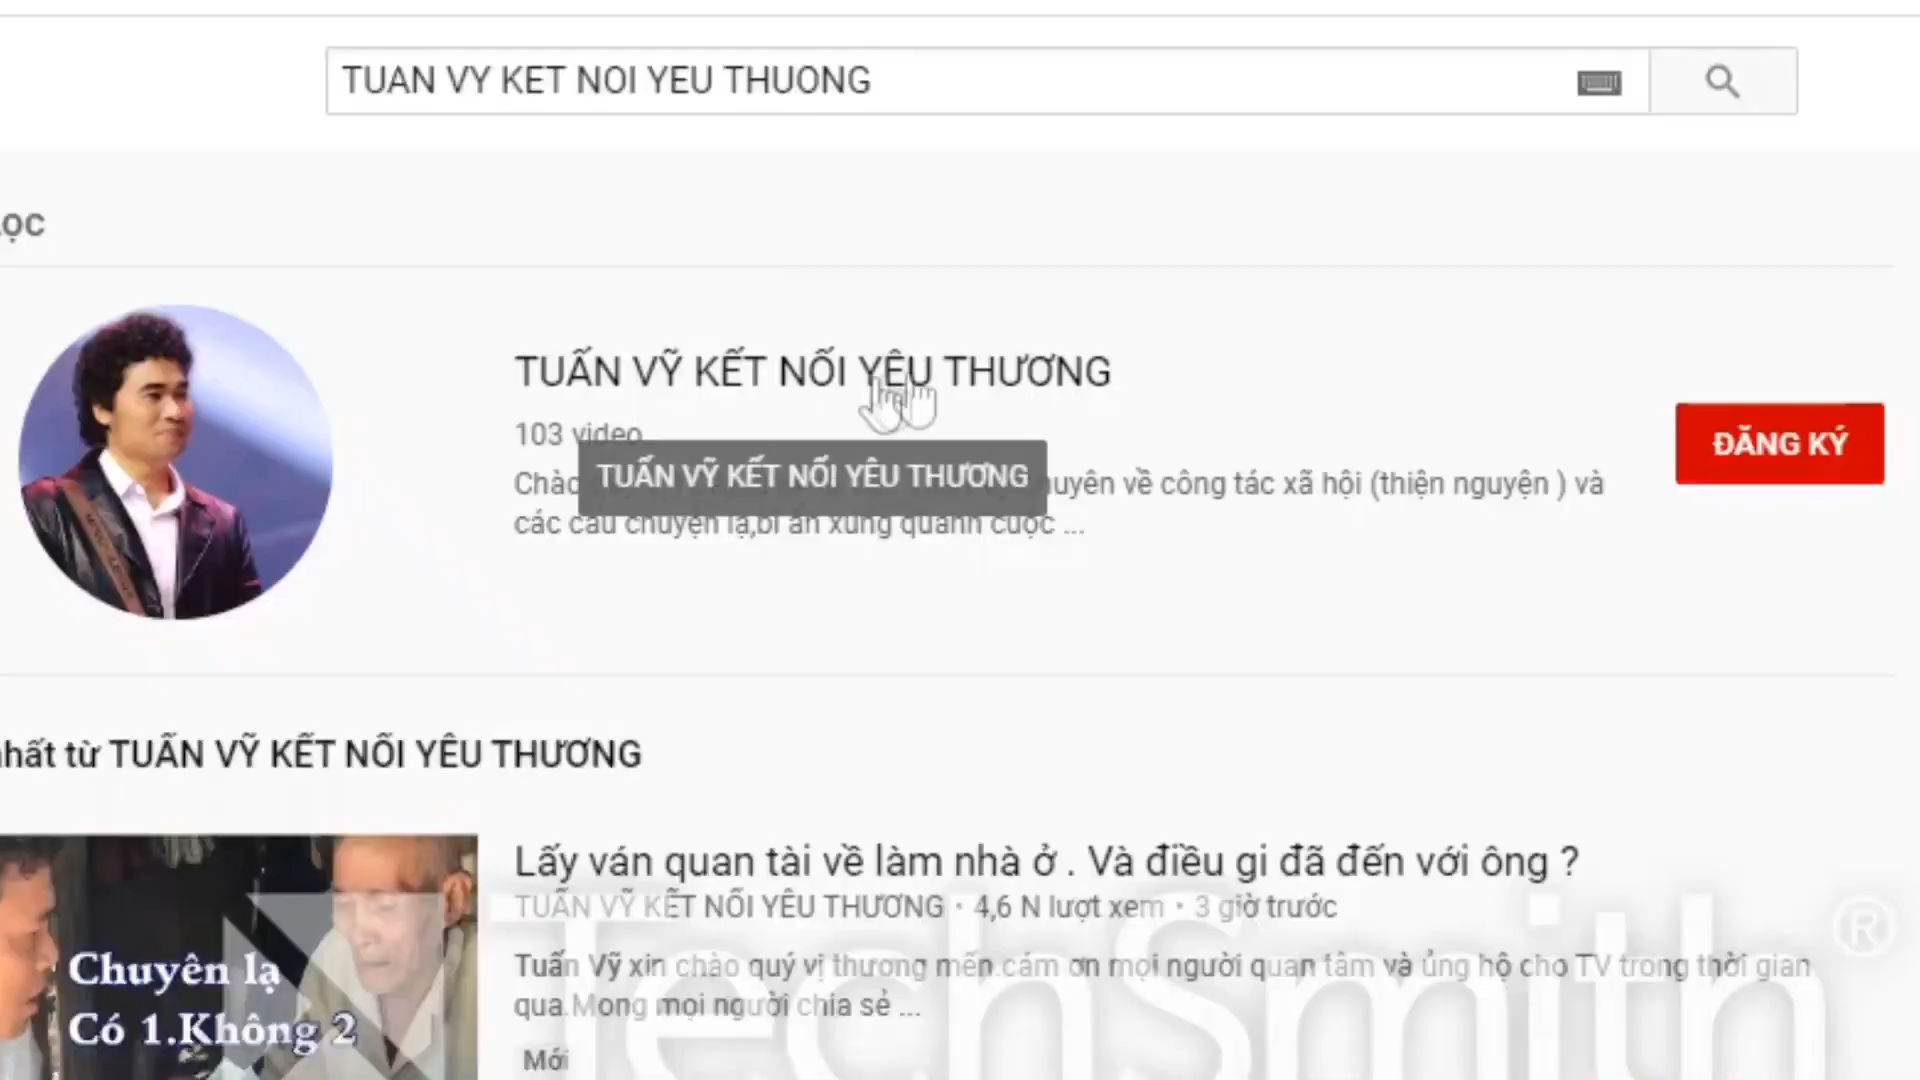 TUAN VY KET NOI YEU THUONG
ỌC
TUẤN VỸ KẾT NỐI YÊU THƯƠNG
103 video
TUẤN VỸ KẾT NỐI YÊU THƯƠNG
Chào huyên về công tác xã hội (thiện nguyện ) và
các câu chuyện lạ,bí ẩn xung quanh cuộc ...
ĐĂNG KÝ
nhất từ TUẤN VỸ KẾT NỐI YÊU THƯƠNG
Lấy ván quan tài về làm nhà ở . Và điều gi đã đến với ông ?
TUẤN VỸ KẾT NỐI YÊU THƯƠNG • 4,6 N lượt xem • 3 giờ trước
Tuấn Vỹ xin chào quý vị thương mến.cám ơn mọi người quan tâm và ủng hộ cho TV trong thời gian
qua.Mong mọi người chia sẻ ...
Mới
Chuyện lạ
Có 1.Không 2
TechSmith®